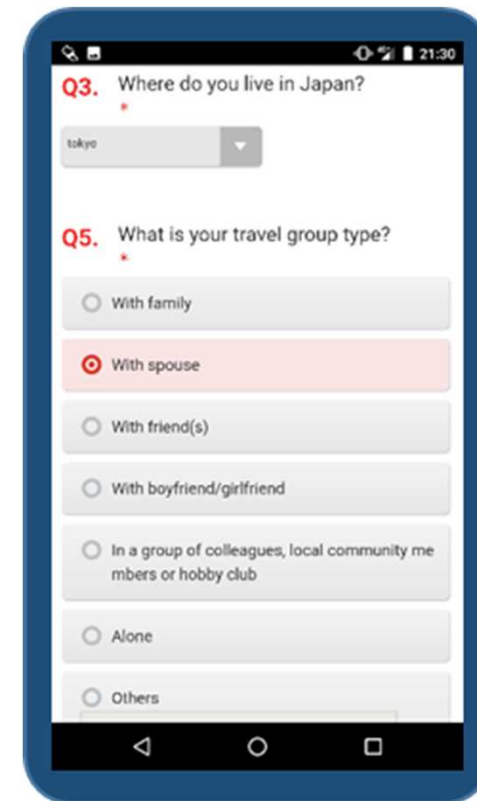 21:30
Q3. Where do you live in Japan?
*
tokyo
Q5. What is your travel group type?
*
With family
With spouse
With friend(s)
With boyfriend/girlfriend
In a group of colleagues, local community me
mbers or hobby club
Alone
Others